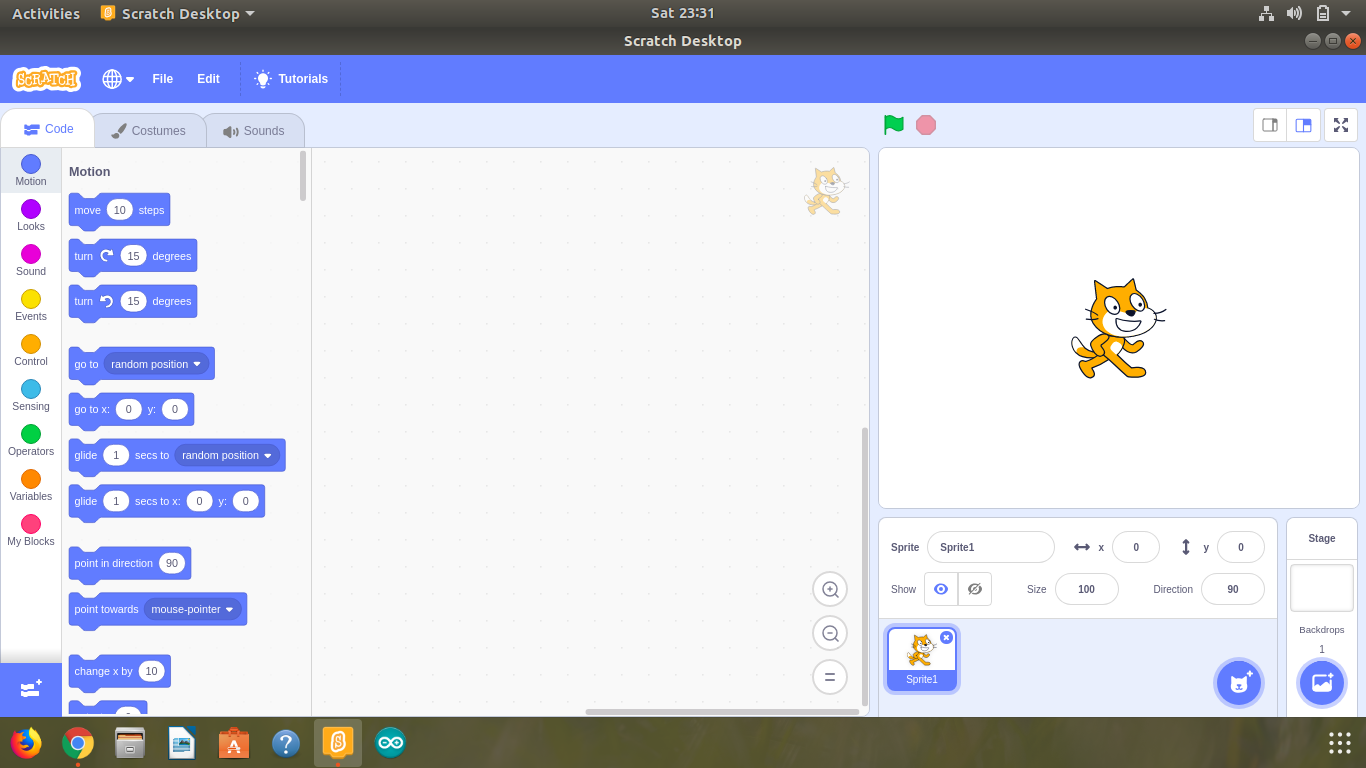 Activities Scratch Desktop Sat 23:31
Scratch Desktop
SCRATCH File Edit Tutorials
Code Costumes Sounds
Motion
Looks
Sound
Events
Control
Sensing
Operators
Variables
My Blocks
Motion
move 10 steps
turn 15 degrees
turn 15 degrees
go to random position
go to x: 0 y: 0
glide 1 secs to random position
glide 1 secs to x: 0 y: 0
point in direction 90
point towards mouse-pointer
change x by 10
Sprite Sprite1 x 0 y 0
Show Size 100 Direction 90
Sprite1
Stage
Backdrops
1